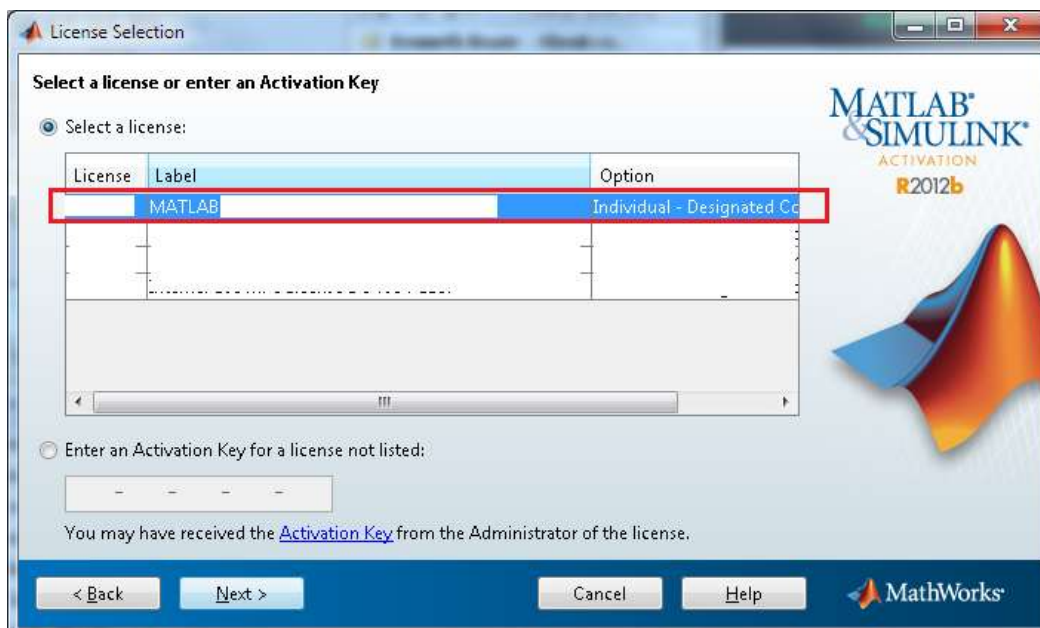 License Selection
Select a license or enter an Activation Key
Select a license:
License Label Option
MATLAB Individual - Designated Cc
Enter an Activation Key for a license not listed:
- - - -
You may have received the Activation Key from the Administrator of the license.
< Back Next > Cancel Help
MATLAB®
&SIMULINK®
ACTIVATION
R2012b
MathWorks®